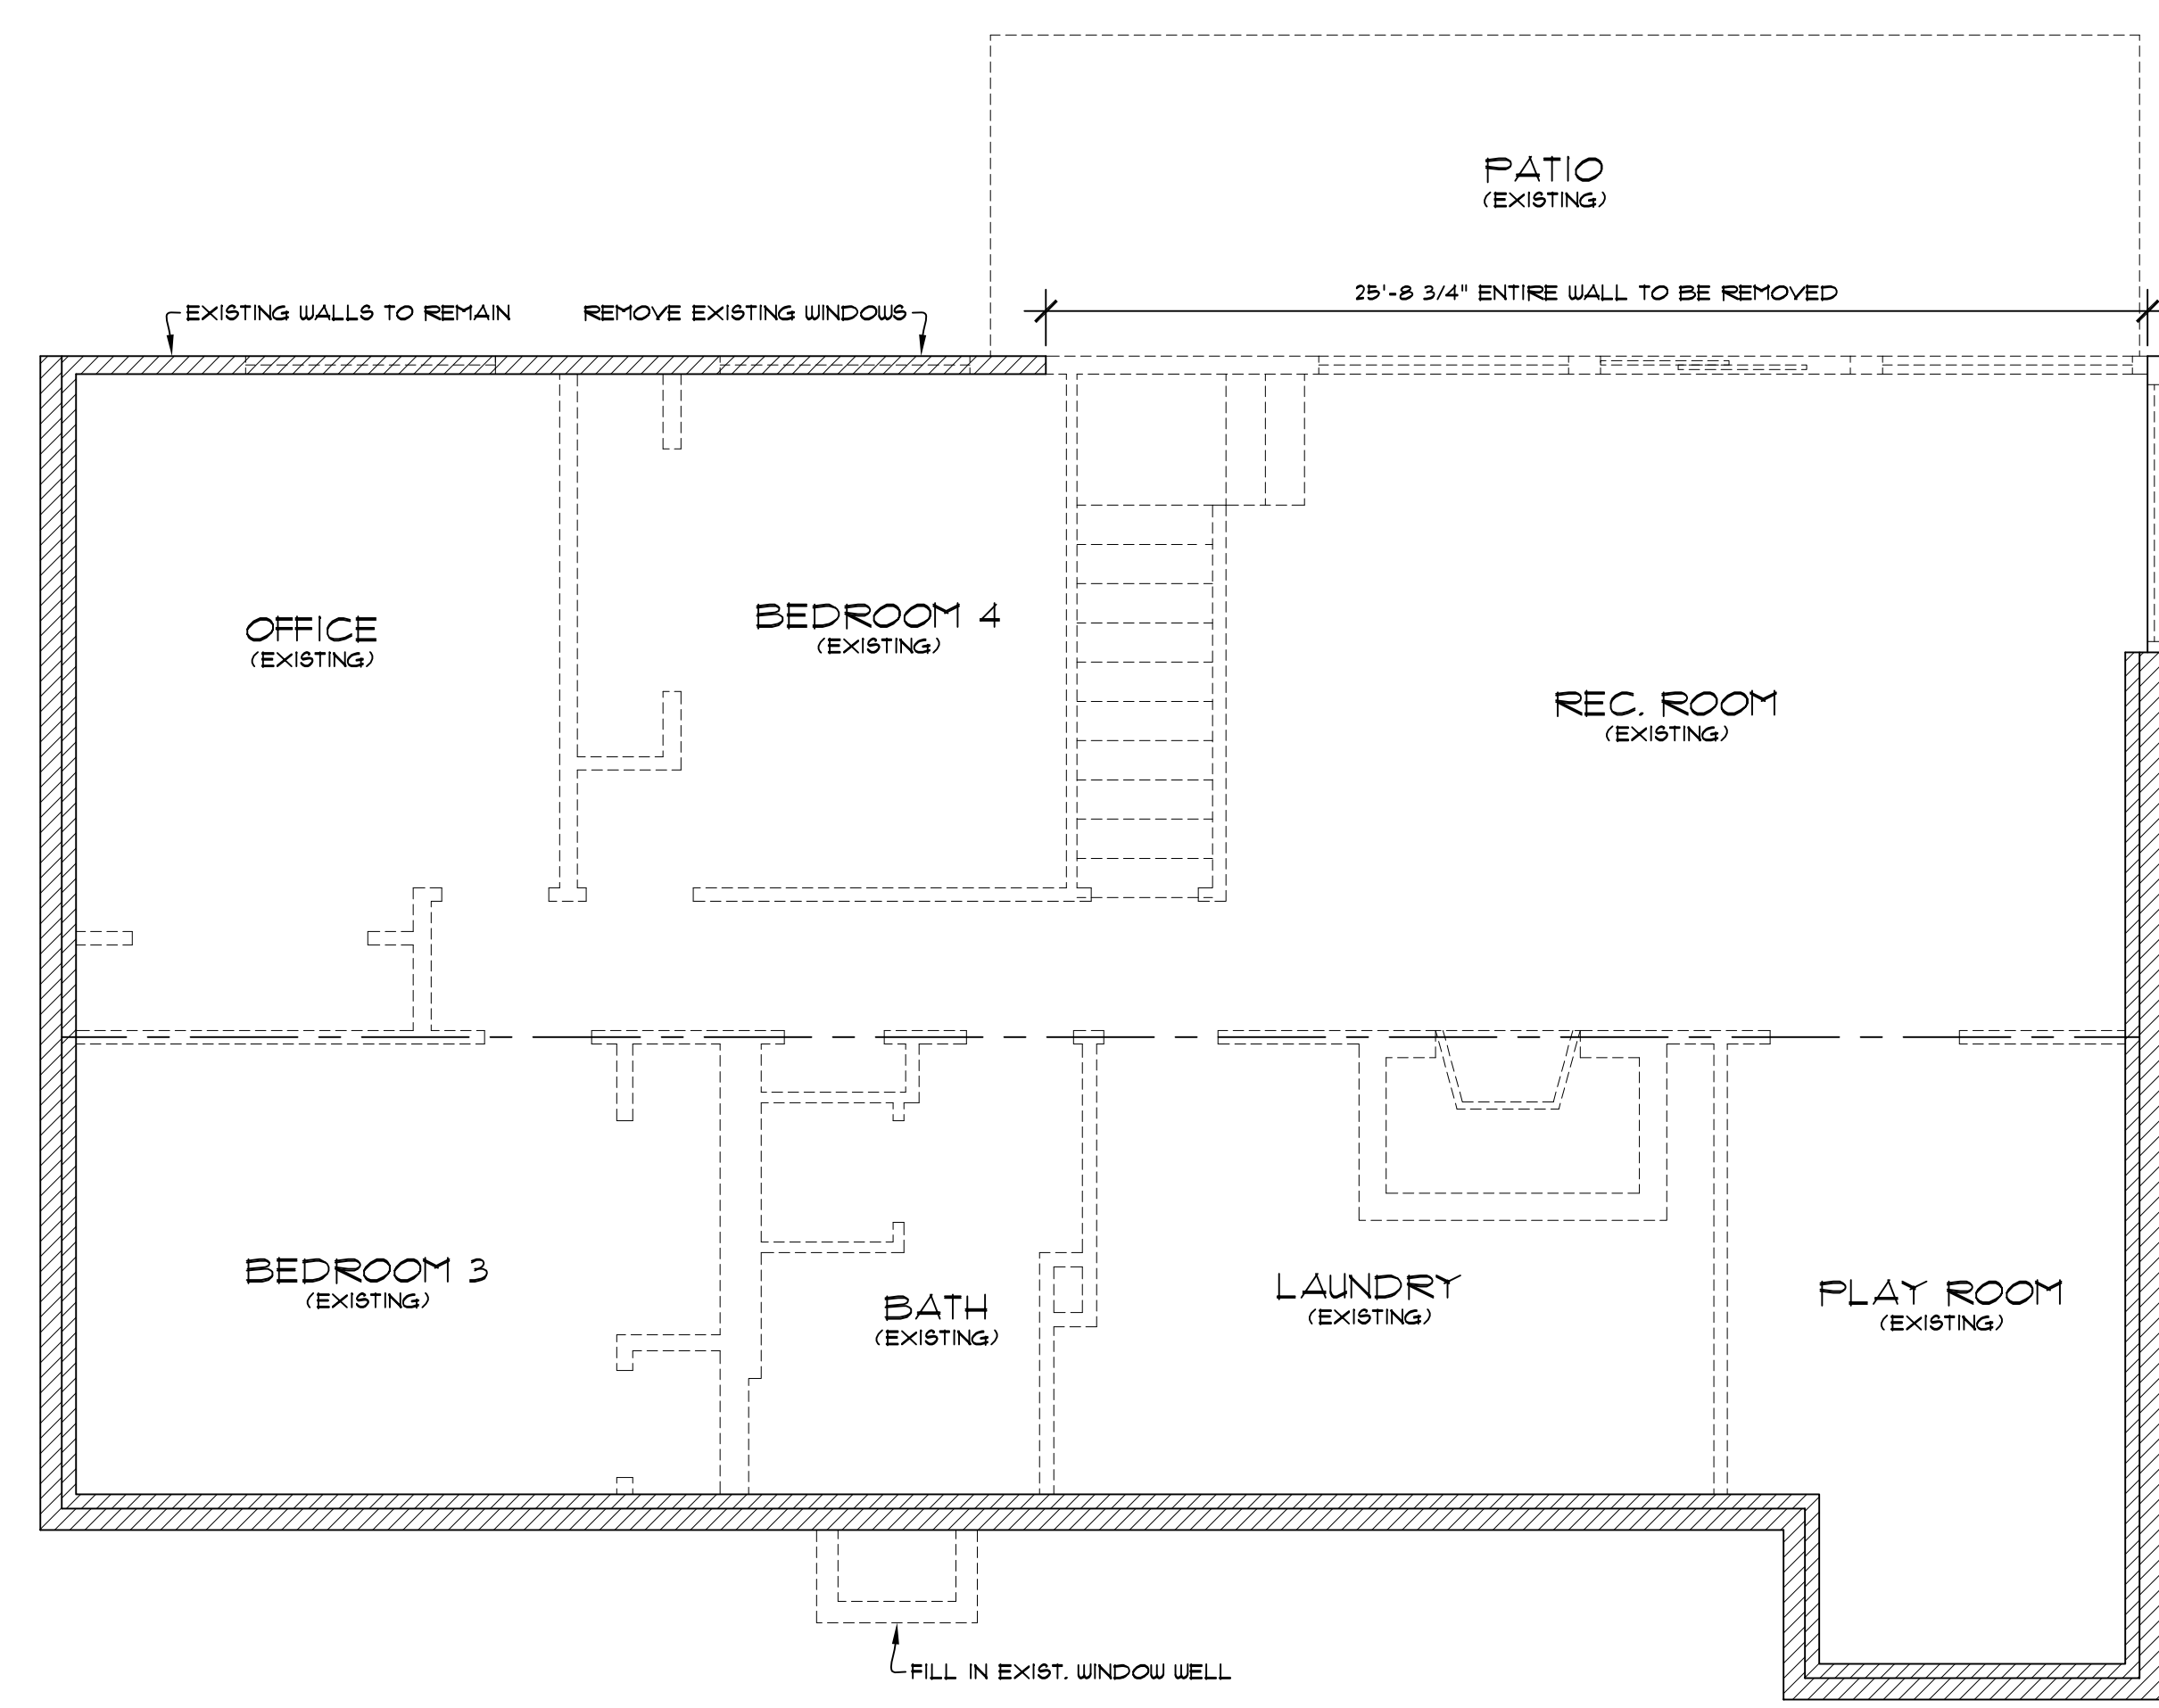 PATIO
(EXISTING)
25'-8 3/4" ENTIRE WALL TO BE REMOVED
EXISTING WALLS TO REMAIN
REMOVE EXISTING WINDOWS
OFFICE
(EXISTING)
BEDROOM 4
(EXISTING)
REC. ROOM
(EXISTING)
BEDROOM 3
(EXISTING)
BATH
(EXISTING)
LAUNDRY
(EXISTING)
PLAY ROOM
(EXISTING)
FILL IN EXIST. WINDOW WELL